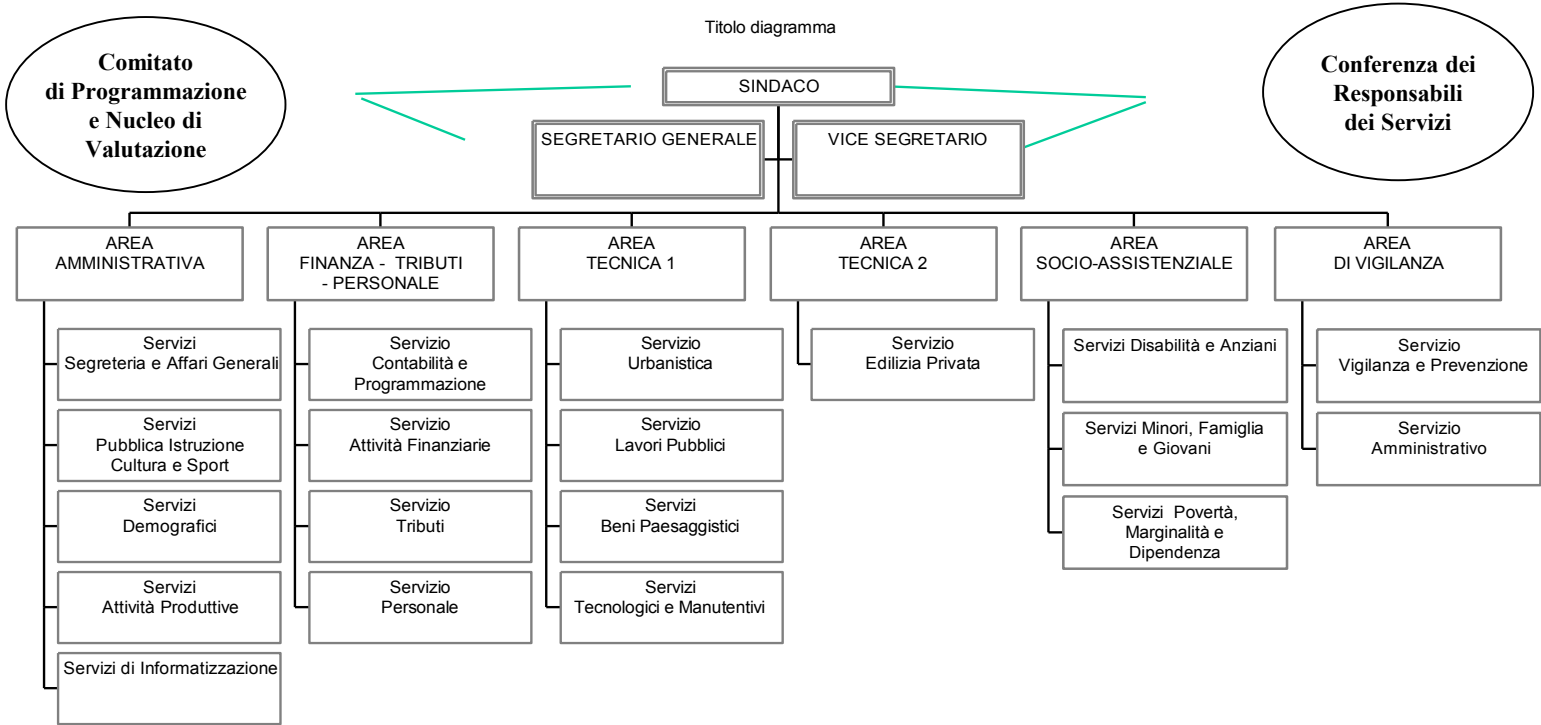 Titolo diagramma
Comitato
di Programmazione
e Nucleo di
Valutazione
Conferenza dei
Responsabili
dei Servizi
SINDACO
SEGRETARIO GENERALE
VICE SEGRETARIO
AREA
AMMINISTRATIVA
Servizi
Segreteria e Affari Generali
Servizi
Pubblica Istruzione
Cultura e Sport
Servizi
Demografici
Servizi
Attività Produttive
Servizi di Informatizzazione
AREA
FINANZA - TRIBUTI
- PERSONALE
Servizio
Contabilità e
Programmazione
Servizio
Attività Finanziarie
Servizio
Tributi
Servizio
Personale
AREA
TECNICA 1
Servizio
Urbanistica
Servizio
Lavori Pubblici
Servizi
Beni Paesaggistici
Servizi
Tecnologici e Manutentivi
AREA
TECNICA 2
Servizio
Edilizia Privata
AREA
SOCIO-ASSISTENZIALE
Servizi Disabilità e Anziani
Servizi Minori, Famiglia
e Giovani
Servizi Povertà,
Marginalità e
Dipendenza
AREA
DI VIGILANZA
Servizio
Vigilanza e Prevenzione
Servizio
Amministrativo